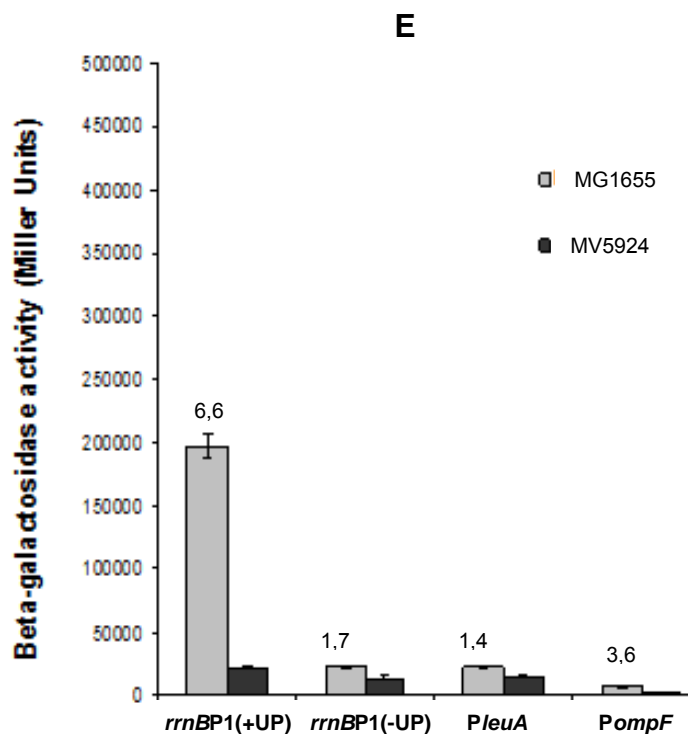 E
Beta-galactosidase activity (Miller Units)
500000
450000
400000
350000
300000
250000
200000
150000
100000
50000
0
MG1655
MV5924
6,6
1,7
1,4
3,6
rrnBP1(+UP)
rrnBP1(-UP)
PleuA
PompF